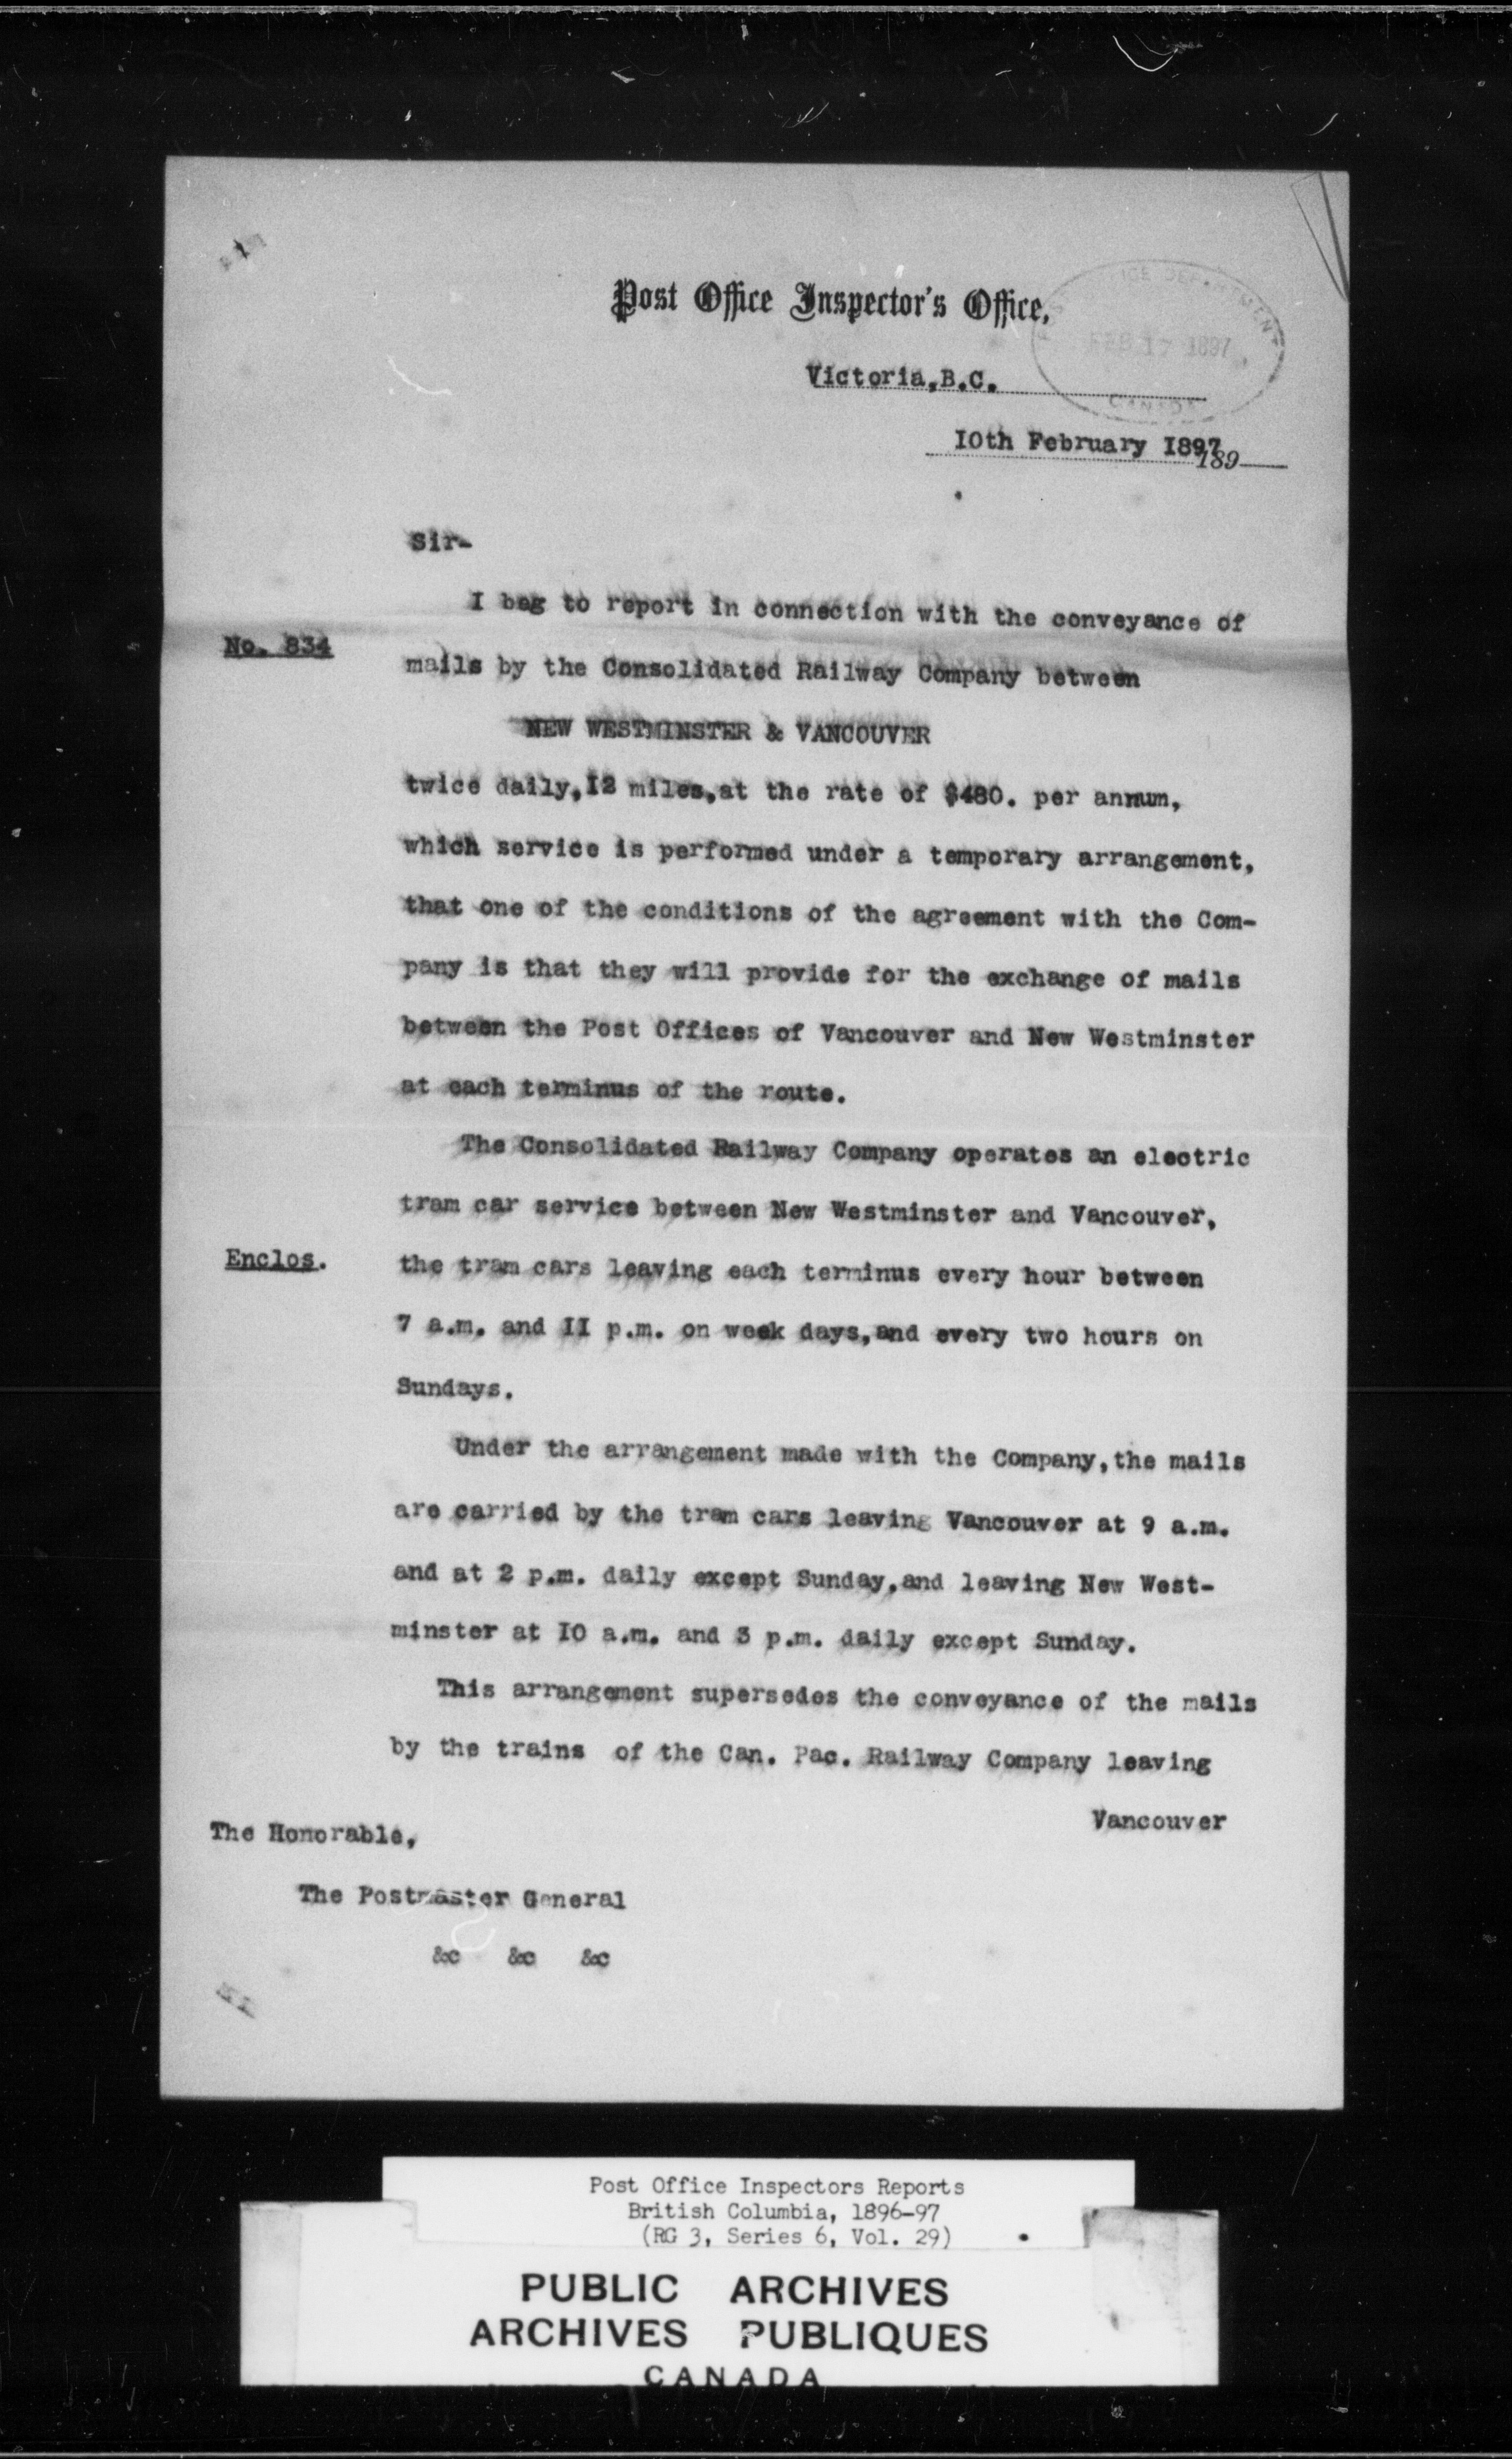 Post Office Inspector's Office,
DEPARTMENT
FEB 17 1897
CANADA
Victoria,B.C.
10th February 1897
189
Sir-
I beg to report in connection with the conveyance of
No. 834
mails by the Consolidated Railway Company between
NEW WESTMINSTER & VANCOUVER
twice daily,I2 miles,at the rate of $480. per annum,
which service is performed under a temporary arrangement,
that one of the conditions of the agreement with the Com-
pany is that they will provide for the exchange of mails
between the Post Offices of Vancouver and New Westminster
at each terminus of the route.
The Consolidated Railway Company operates an electric
tram car service between New Westminster and Vancouver,
Enclos.
the tram cars leaving each terminus every hour between
7 a.m. and II p.m. on week days,and every two hours on
Sundays.
Under the arrangement made with the Company,the mails
are carried by the tram cars leaving Vancouver at 9 a.m.
and at 2 p.m. daily except Sunday,and leaving New West-
minster at IO a.m. and 3 p.m. daily except Sunday.
This arrangement supersedes the conveyance of the mails
by the trains of the Can. Pac. Railway Company leaving
Vancouver
The Honorable,
The Postmaster General
&c &c &c
Post Office Inspectors Reports
British Columbia, 1896-97
(RG 3, Series 6, Vol. 29)
PUBLIC ARCHIVES
ARCHIVES PUBLIQUES
CANADA